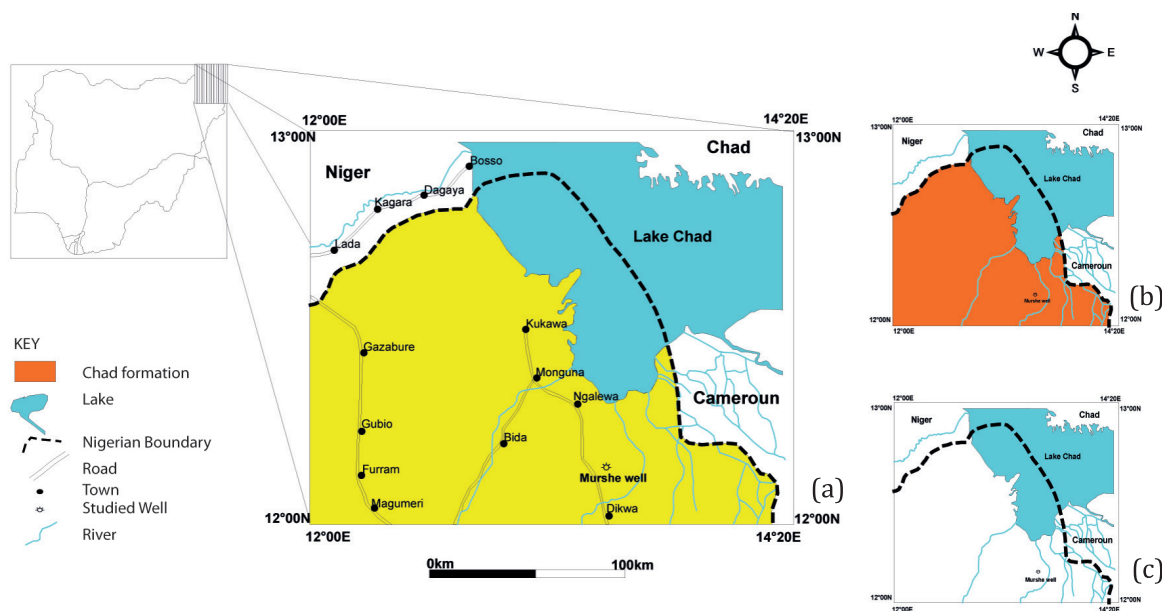 N
W
E
S
12°00E
14°20E
13°00N
13°00N
Niger
Chad
Bosso
Dagaya
Kagara
Lada
Lake Chad
Kukawa
Gazabure
Monguna
Ngalewa
Cameroun
Gubio
Bida
Furram
Murshe well
Magumeri
Dikwa
12°00N
12°00N
12°00E
14°20E
0km
100km
(a)
KEY
Chad formation
Lake
Nigerian Boundary
Road
Town
Studied Well
River
12°00E
14°20E
13°00N
13°00N
Niger
Chad
Lake Chad
Cameroun
Murshe well
12°00N
12°00N
12°00E
14°20E
(b)
12°00E
14°20E
13°00N
13°00N
Niger
Chad
Lake Chad
Cameroun
Murshe well
12°00N
12°00N
12°00E
14°20E
(c)